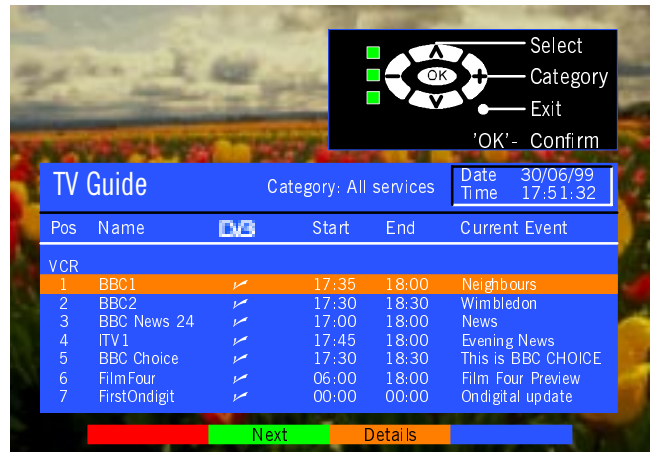 Select
OK
Category
Exit
'OK'- Confirm
TV Guide
Category: All services
Date 30/06/99
Time 17:51:32
Pos Name DVB Start End Current Event
VCR
1 BBC1 17:35 18:00 Neighbours
2 BBC2 17:30 18:30 Wimbledon
3 BBC News 24 17:00 18:00 News
4 ITV1 17:45 18:00 Evening News
5 BBC Choice 17:30 18:30 This is BBC CHOICE
6 FilmFour 06:00 18:00 Film Four Preview
7 FirstOndigit 00:00 00:00 Ondigital update
Next Details